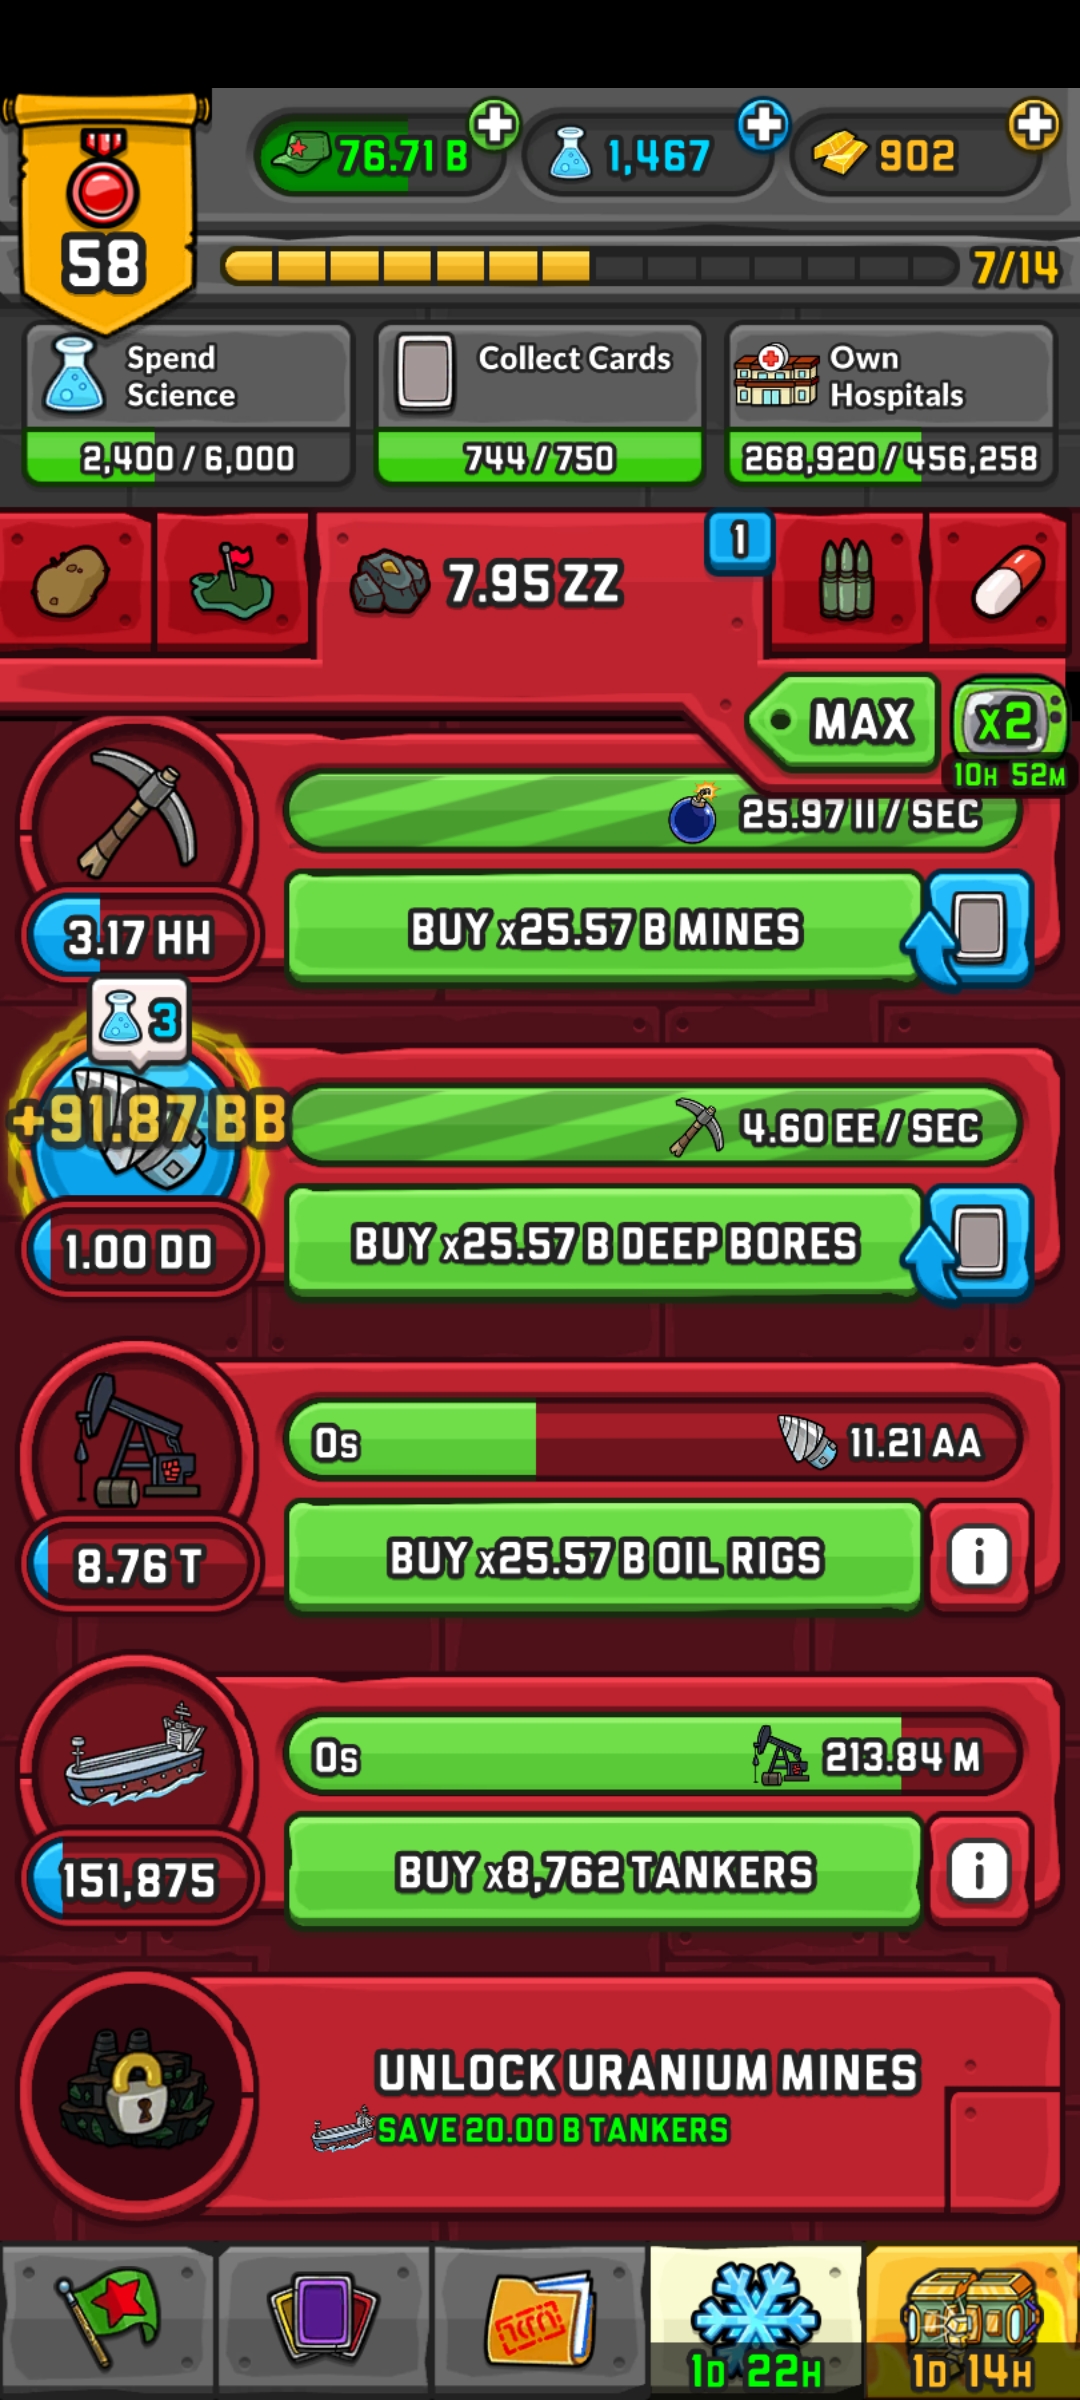 76.71 B
1,467
902
58
7/14
Spend
Science
2,400 / 6,000
Collect Cards
744 / 750
Own
Hospitals
268,920 / 456,258
7.95 ZZ
1
MAX
x2
10H 52M
25.97 II / SEC
3.17 HH
BUY x25.57 B MINES
3
+91.87 BB
4.60 EE / SEC
1.00 DD
BUY x25.57 B DEEP BORES
0s
11.21 AA
8.76 T
BUY x25.57 B OIL RIGS
i
0s
213.84 M
151,875
BUY x8,762 TANKERS
i
UNLOCK URANIUM MINES
SAVE 20.00 B TANKERS
1D 22H
1D 14H